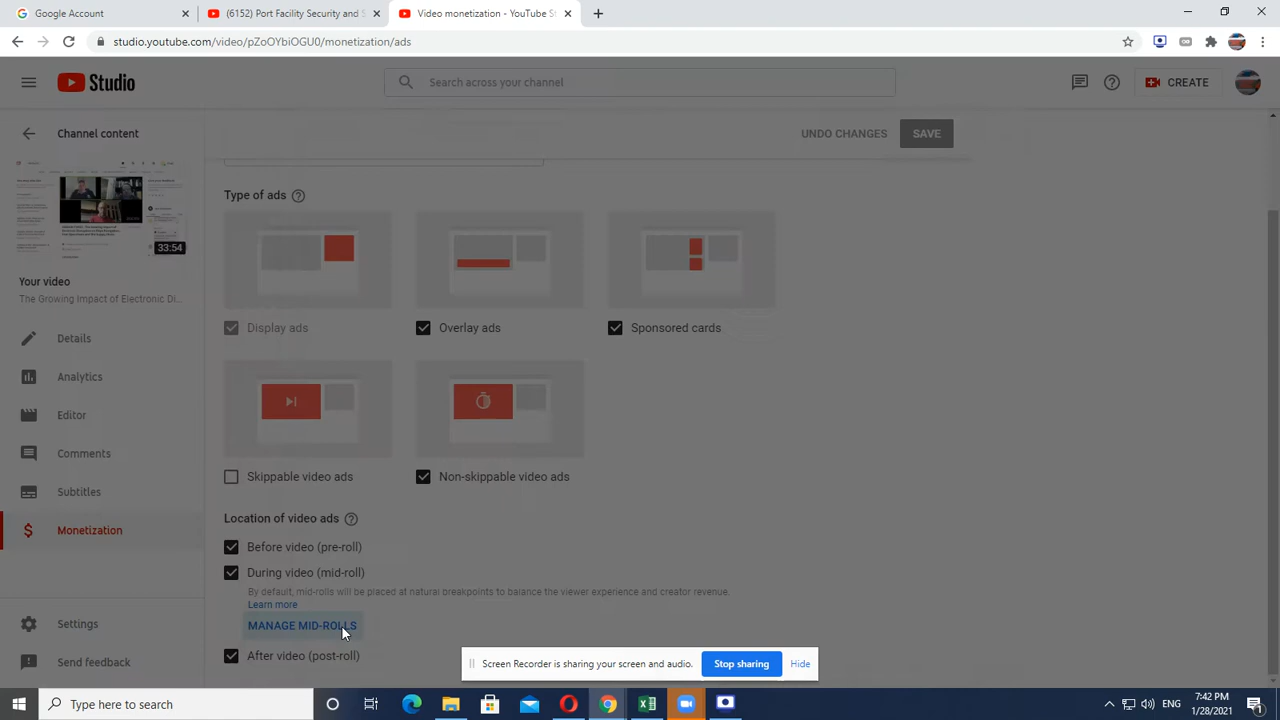 Google Account
(6152) Port Facility Security and S
Video monetization - YouTube St
studio.youtube.com/video/pZoOYbiOGU0/monetization/ads
Studio
Search across your channel
CREATE
Channel content
UNDO CHANGES
SAVE
33:54
Your video
The Growing Impact of Electronic Di...
Details
Analytics
Editor
Comments
Subtitles
Monetization
Settings
Send feedback
Type of ads
Display ads
Overlay ads
Sponsored cards
Skippable video ads
Non-skippable video ads
Location of video ads
Before video (pre-roll)
During video (mid-roll)
By default, mid-rolls will be placed at natural breakpoints to balance the viewer experience and creator revenue.
Learn more
MANAGE MID-ROLLS
After video (post-roll)
Screen Recorder is sharing your screen and audio.
Stop sharing
Hide
Type here to search
ENG
7:42 PM
1/28/2021